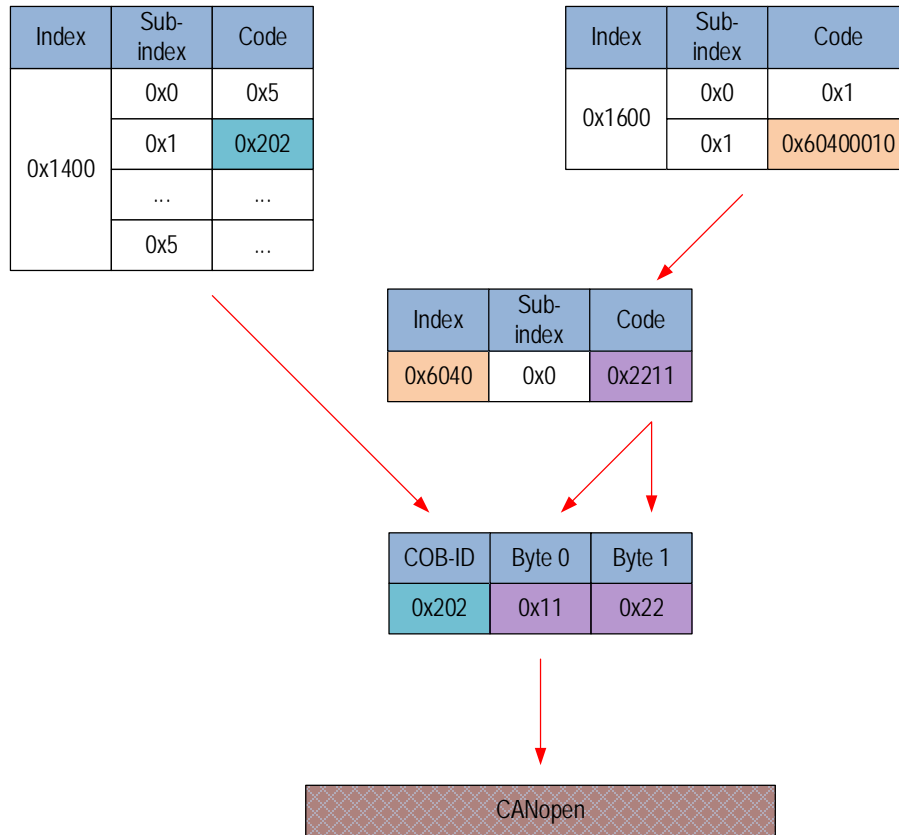 Index Sub-index Code
0x1400 0x0 0x5
0x1 0x202
... ...
0x5 ...
Index Sub-index Code
0x1600 0x0 0x1
0x1 0x60400010
Index Sub-index Code
0x6040 0x0 0x2211
COB-ID Byte 0 Byte 1
0x202 0x11 0x22
CANopen